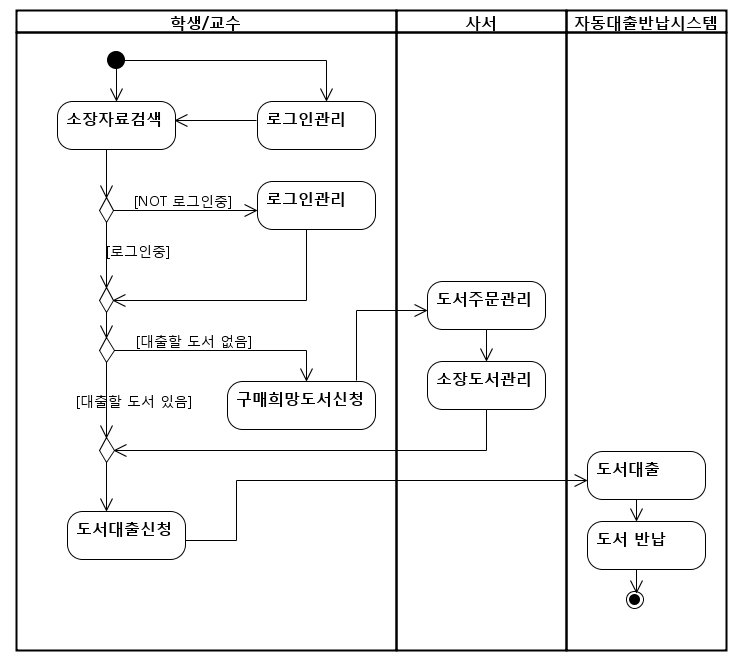 학생/교수
사서
자동대출반납시스템
소장자료검색
로그인관리
[NOT 로그인중]
로그인관리
[로그인중]
도서주문관리
[대출할 도서 없음]
소장도서관리
구매희망도서신청
[대출할 도서 있음]
도서대출
도서대출신청
도서 반납